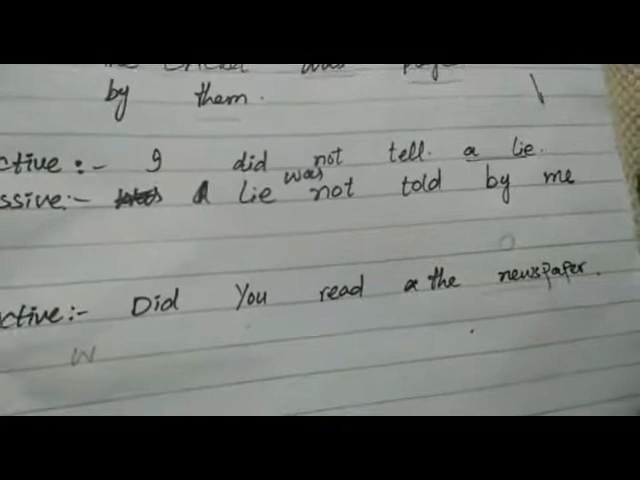 was
by them.
ctive:- I did not tell. a lie.
ssive:- A lie was not told by me
ctive:- Did You read a the newspaper.
W